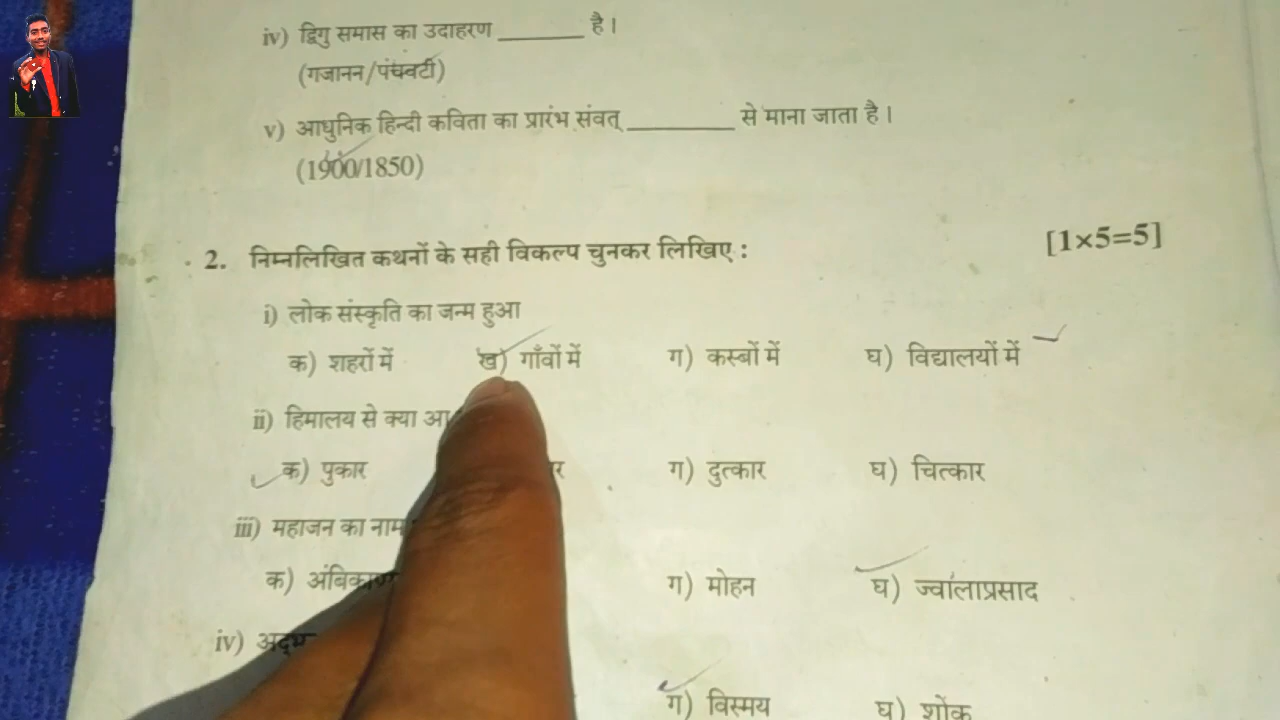 iv) द्विगु समास का उदाहरण ________ है ।
(गजानन/पंचवटी)
v) आधुनिक हिन्दी कविता का प्रारंभ संवत् __________ से माना जाता है ।
(1900/1850)
2. निम्नलिखित कथनों के सही विकल्प चुनकर लिखिए : [1×5=5]
i) लोक संस्कृति का जन्म हुआ
क) शहरों में ख) गाँवों में ग) कस्बों में घ) विद्यालयों में
ii) हिमालय से क्या
क) पुकार ग) दुत्कार घ) चित्कार
iii) महाजन का नाम
क) ग) मोहन घ) ज्वालाप्रसाद
iv)
ग) विस्मय घ) शोक